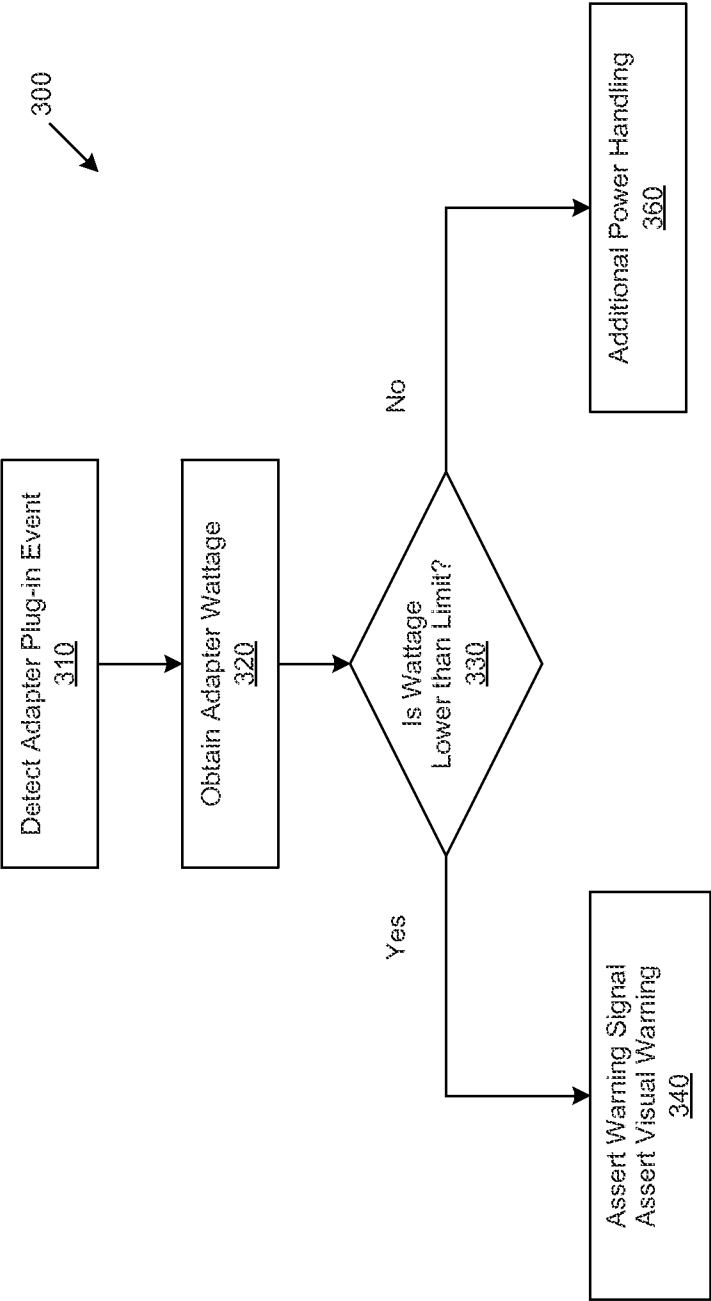 300
Detect Adapter Plug-in Event
310
Obtain Adapter Wattage
320
Is Wattage
Lower than Limit?
330
Yes
No
Assert Warning Signal
Assert Visual Warning
340
Additional Power Handling
360